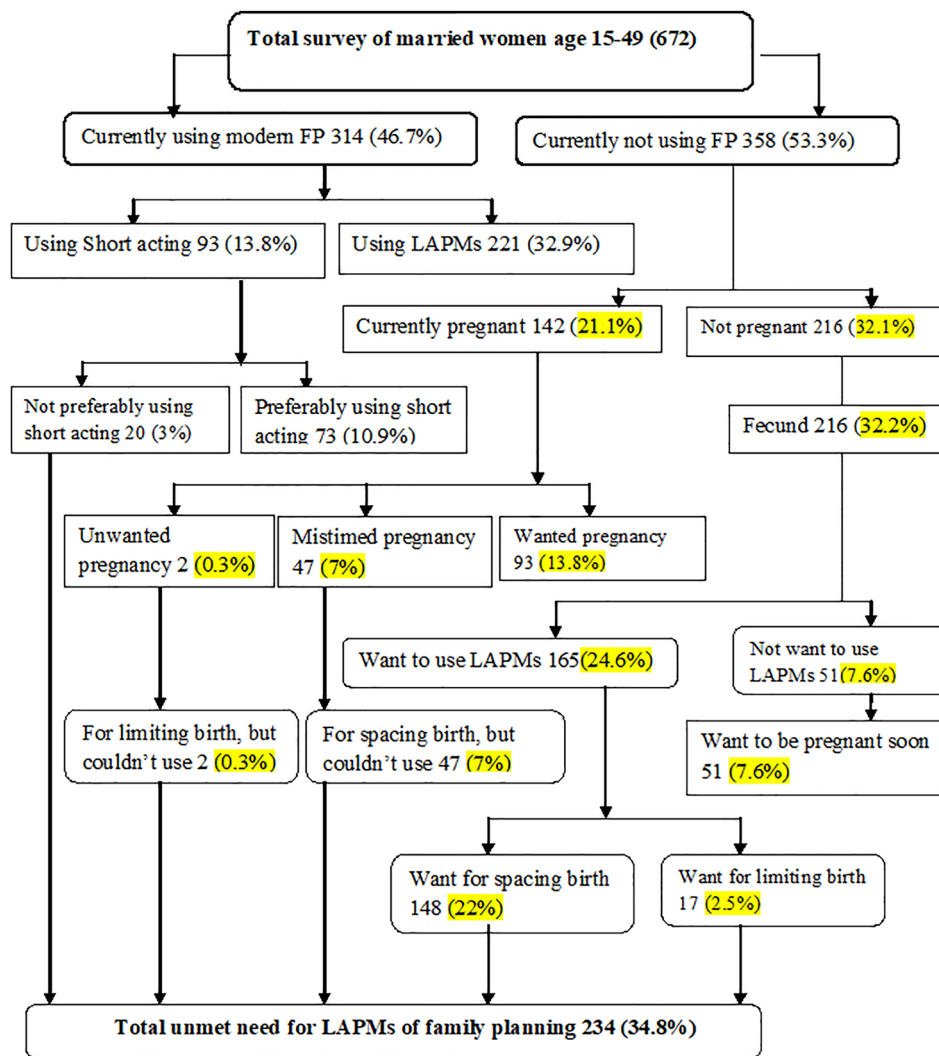 Total survey of married women age 15-49 (672)
Currently using modern FP 314 (46.7%)
Currently not using FP 358 (53.3%)
Using Short acting 93 (13.8%)
Using LAPMs 221 (32.9%)
Currently pregnant 142 (21.1%)
Not pregnant 216 (32.1%)
Not preferably using
short acting 20 (3%)
Preferably using short
acting 73 (10.9%)
Fecund 216 (32.2%)
Unwanted
pregnancy 2 (0.3%)
Mistimed pregnancy
47 (7%)
Wanted pregnancy
93 (13.8%)
Want to use LAPMs 165(24.6%)
Not want to use
LAPMs 51(7.6%)
For limiting birth, but
couldn't use 2 (0.3%)
For spacing birth, but
couldn't use 47 (7%)
Want to be pregnant soon
51 (7.6%)
Want for spacing birth
148 (22%)
Want for limiting birth
17 (2.5%)
Total unmet need for LAPMs of family planning 234 (34.8%)